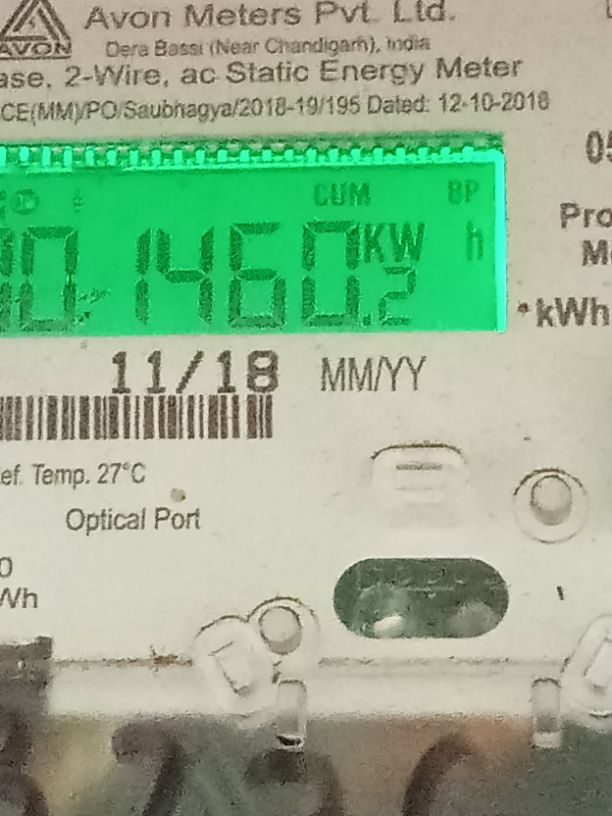 Avon Meters Pvt. Ltd.
AVON
Dera Bassi (Near Chandigarh), India
ase, 2-Wire, ac Static Energy Meter
CE(MM)/PO/Saubhagya/2018-19/195 Dated: 12-10-2018
05
CUM BP
00 1460.2 KW h
Pro
M
kWh
11/18 MM/YY
ef. Temp. 27°C
Optical Port
0
Wh